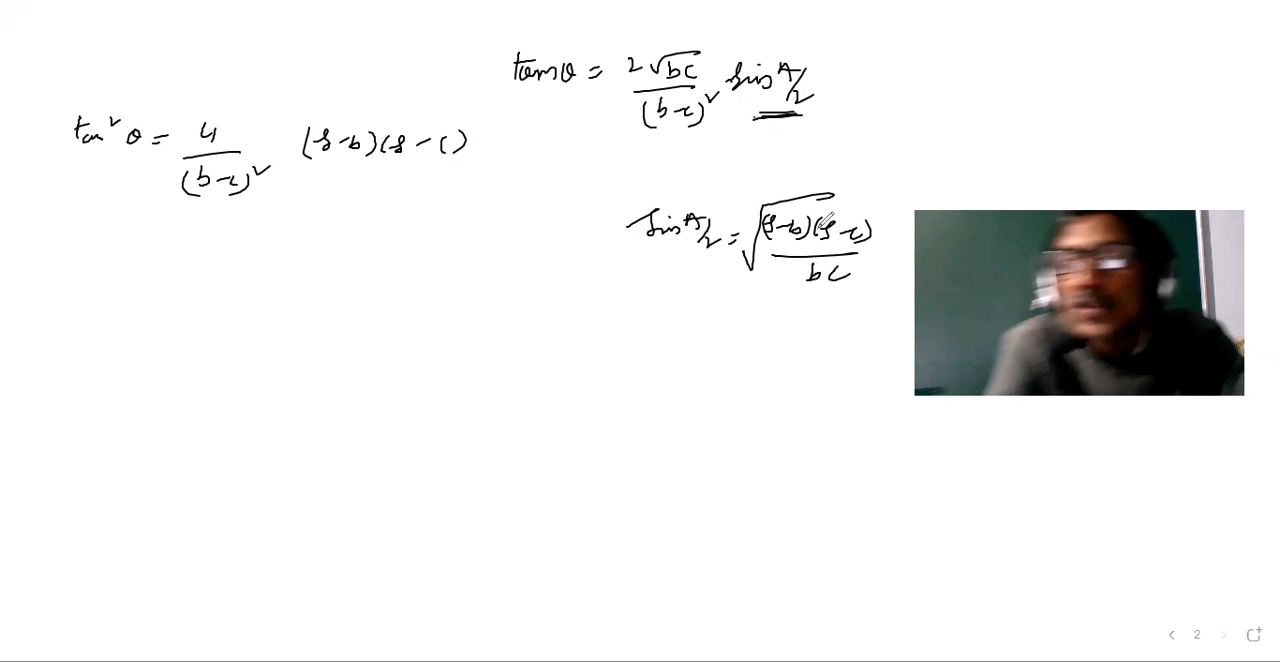 tanθ = 2√bc / (b-c)² sin A/2
tan²θ = 4 / (b-c)² (s-b)(s-c)
sin A/2 = √(s-b)(s-c) / bc
2